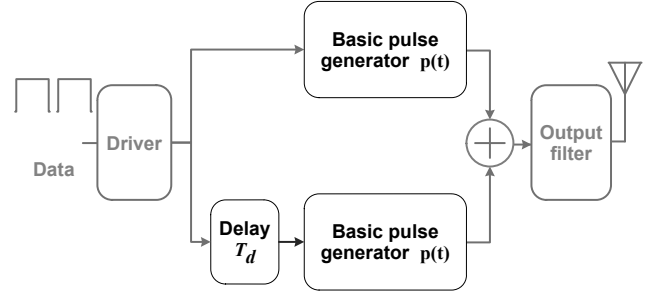 Basic pulse
generator p(t)
Data
Driver
Output
filter
Delay
T_d
Basic pulse
generator p(t)